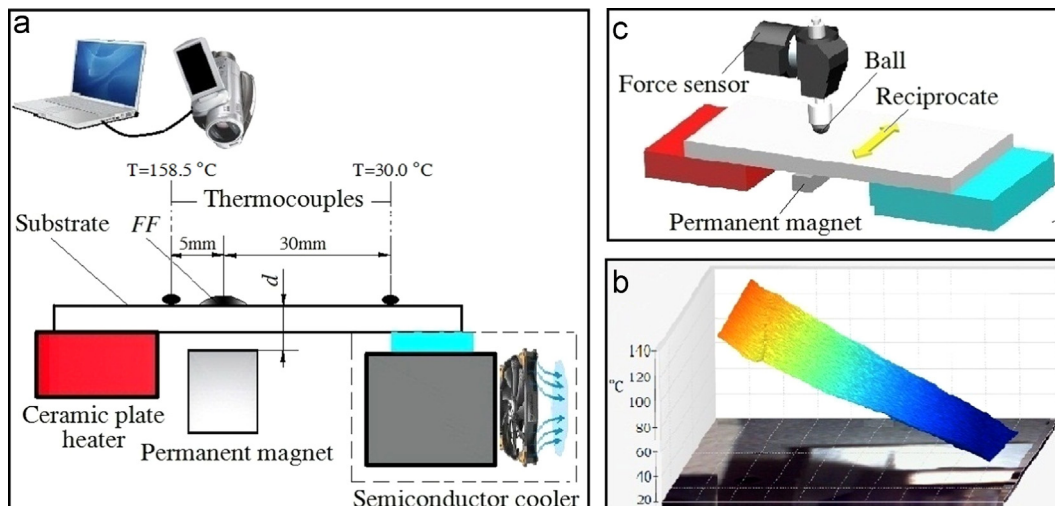 a
T=158.5 °C
T=30.0 °C
Thermocouples
Substrate
FF
5mm
30mm
d
Ceramic plate
heater
Permanent magnet
Semiconductor cooler
c
Force sensor
Ball
Reciprocate
Permanent magnet
b
140
120
°C
100
80
60
40
20